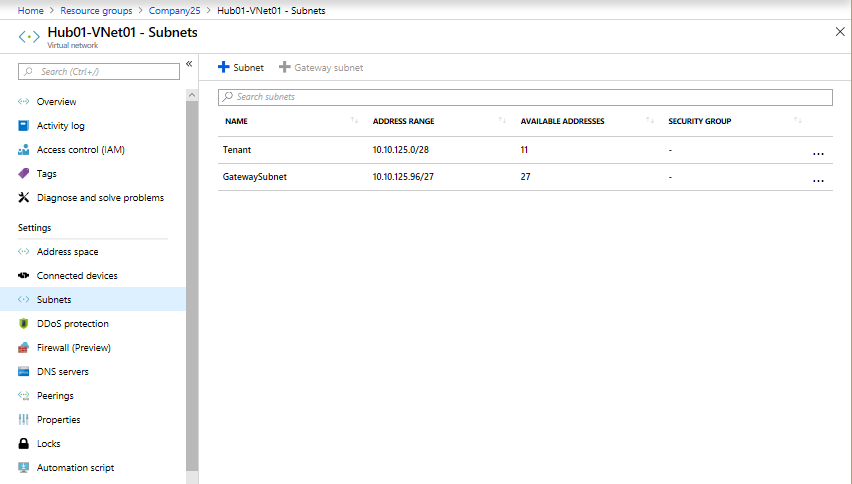 Home > Resource groups > Company25 > Hub01-VNet01 - Subnets
Hub01-VNet01 - Subnets
Virtual network
Search (Ctrl+/)
Overview
Activity log
Access control (IAM)
Tags
Diagnose and solve problems
Settings
Address space
Connected devices
Subnets
DDoS protection
Firewall (Preview)
DNS servers
Peerings
Properties
Locks
Automation script
+ Subnet + Gateway subnet
Search subnets
NAME ADDRESS RANGE AVAILABLE ADDRESSES SECURITY GROUP
Tenant 10.10.125.0/28 11 - ...
GatewaySubnet 10.10.125.96/27 27 - ...